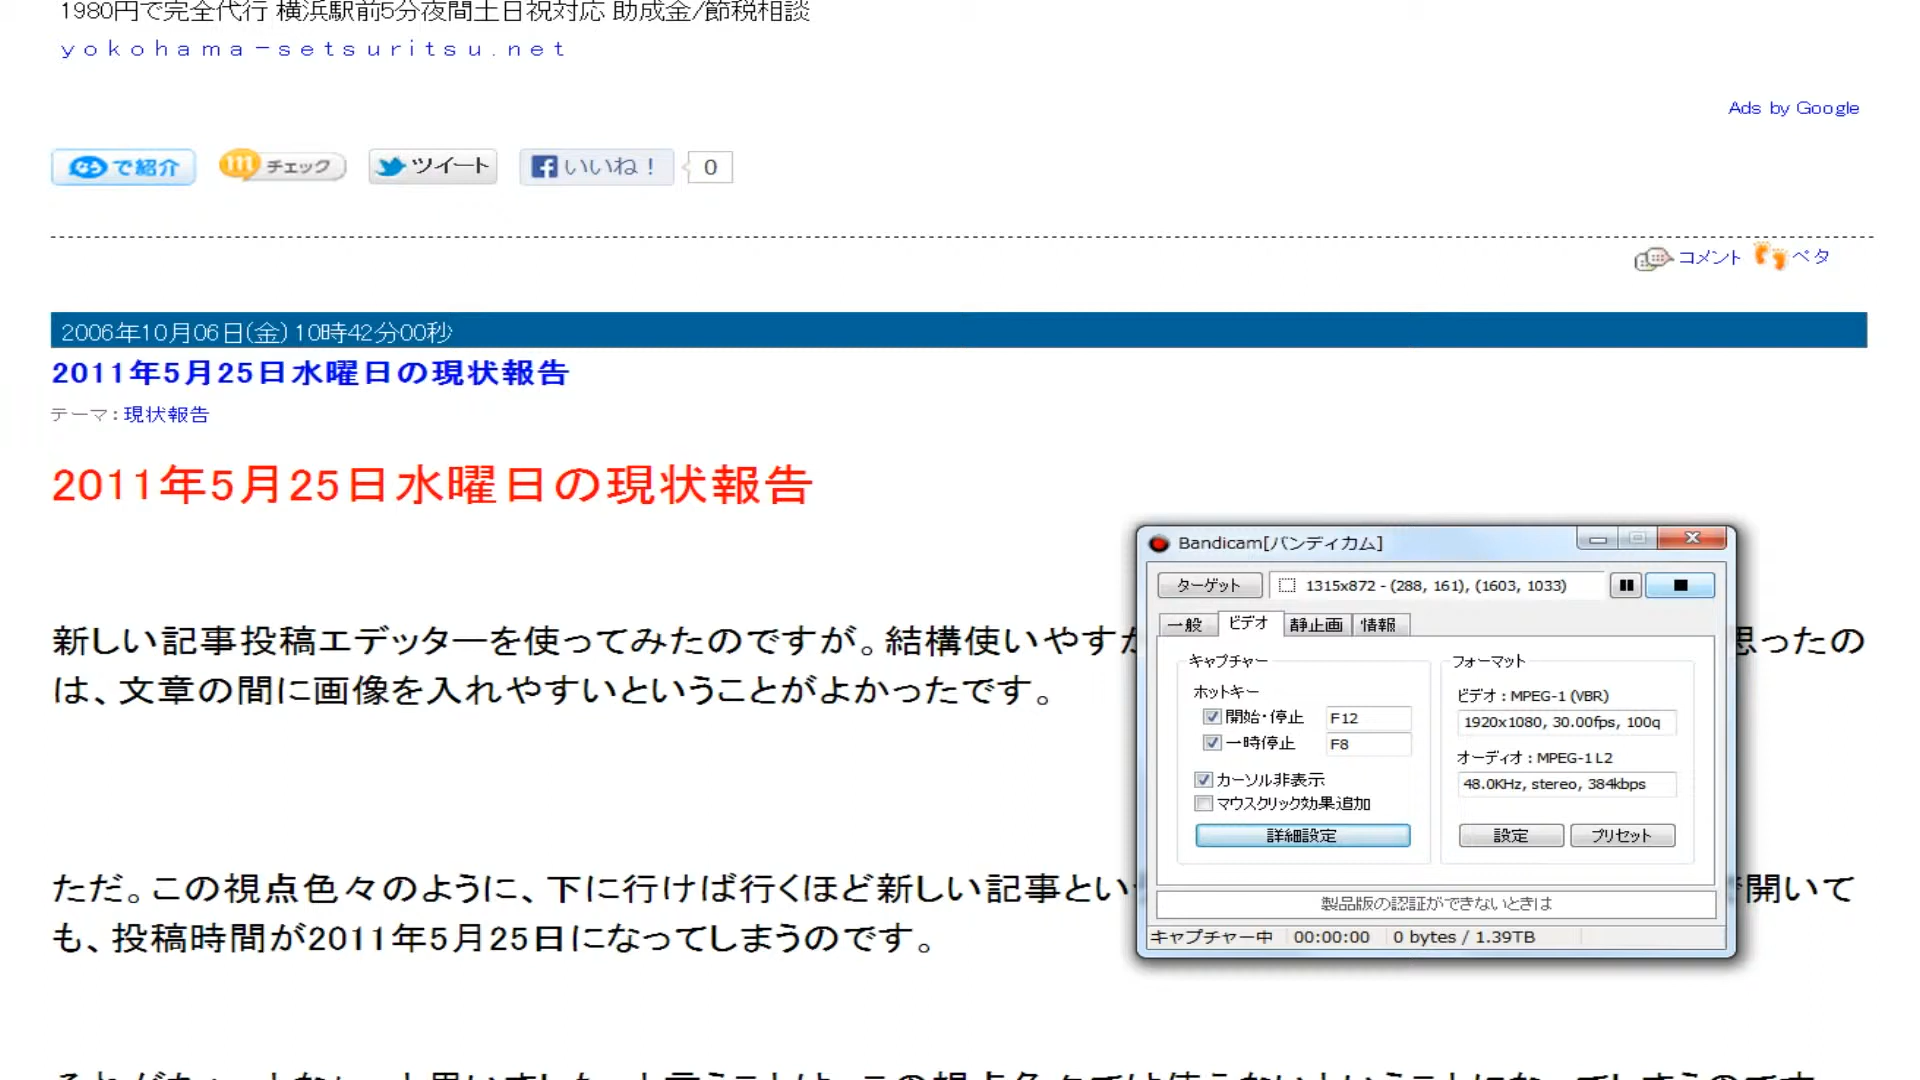 1980円で完全代行 横浜駅前5分夜間土日祝対応 助成金/節税相談
yokohama-setsuritsu.net
Ads by Google
で紹介
チェック
ツイート
いいね！
0
コメント
ペタ
2006年10月06日(金) 10時42分00秒
2011年5月25日水曜日の現状報告
テーマ：現状報告
2011年5月25日水曜日の現状報告
新しい記事投稿エデッターを使ってみたのですが。結構使いやすか
思ったの
は、文章の間に画像を入れやすいということがよかったです。
ただ。この視点色々のように、下に行けば行くほど新しい記事とい
開いて
も、投稿時間が2011年5月25日になってしまうのです。
Bandicam[バンディカム]
ターゲット
1315x872 - (288, 161), (1603, 1033)
一般
ビデオ
静止画
情報
キャプチャー
ホットキー
開始・停止
F12
一時停止
F8
カーソル非表示
マウスクリック効果追加
詳細設定
フォーマット
ビデオ : MPEG-1 (VBR)
1920x1080, 30.00fps, 100q
オーディオ : MPEG-1 L2
48.0KHz, stereo, 384kbps
設定
プリセット
製品版の認証ができないときは
キャプチャー中
00:00:00
0 bytes / 1.39TB